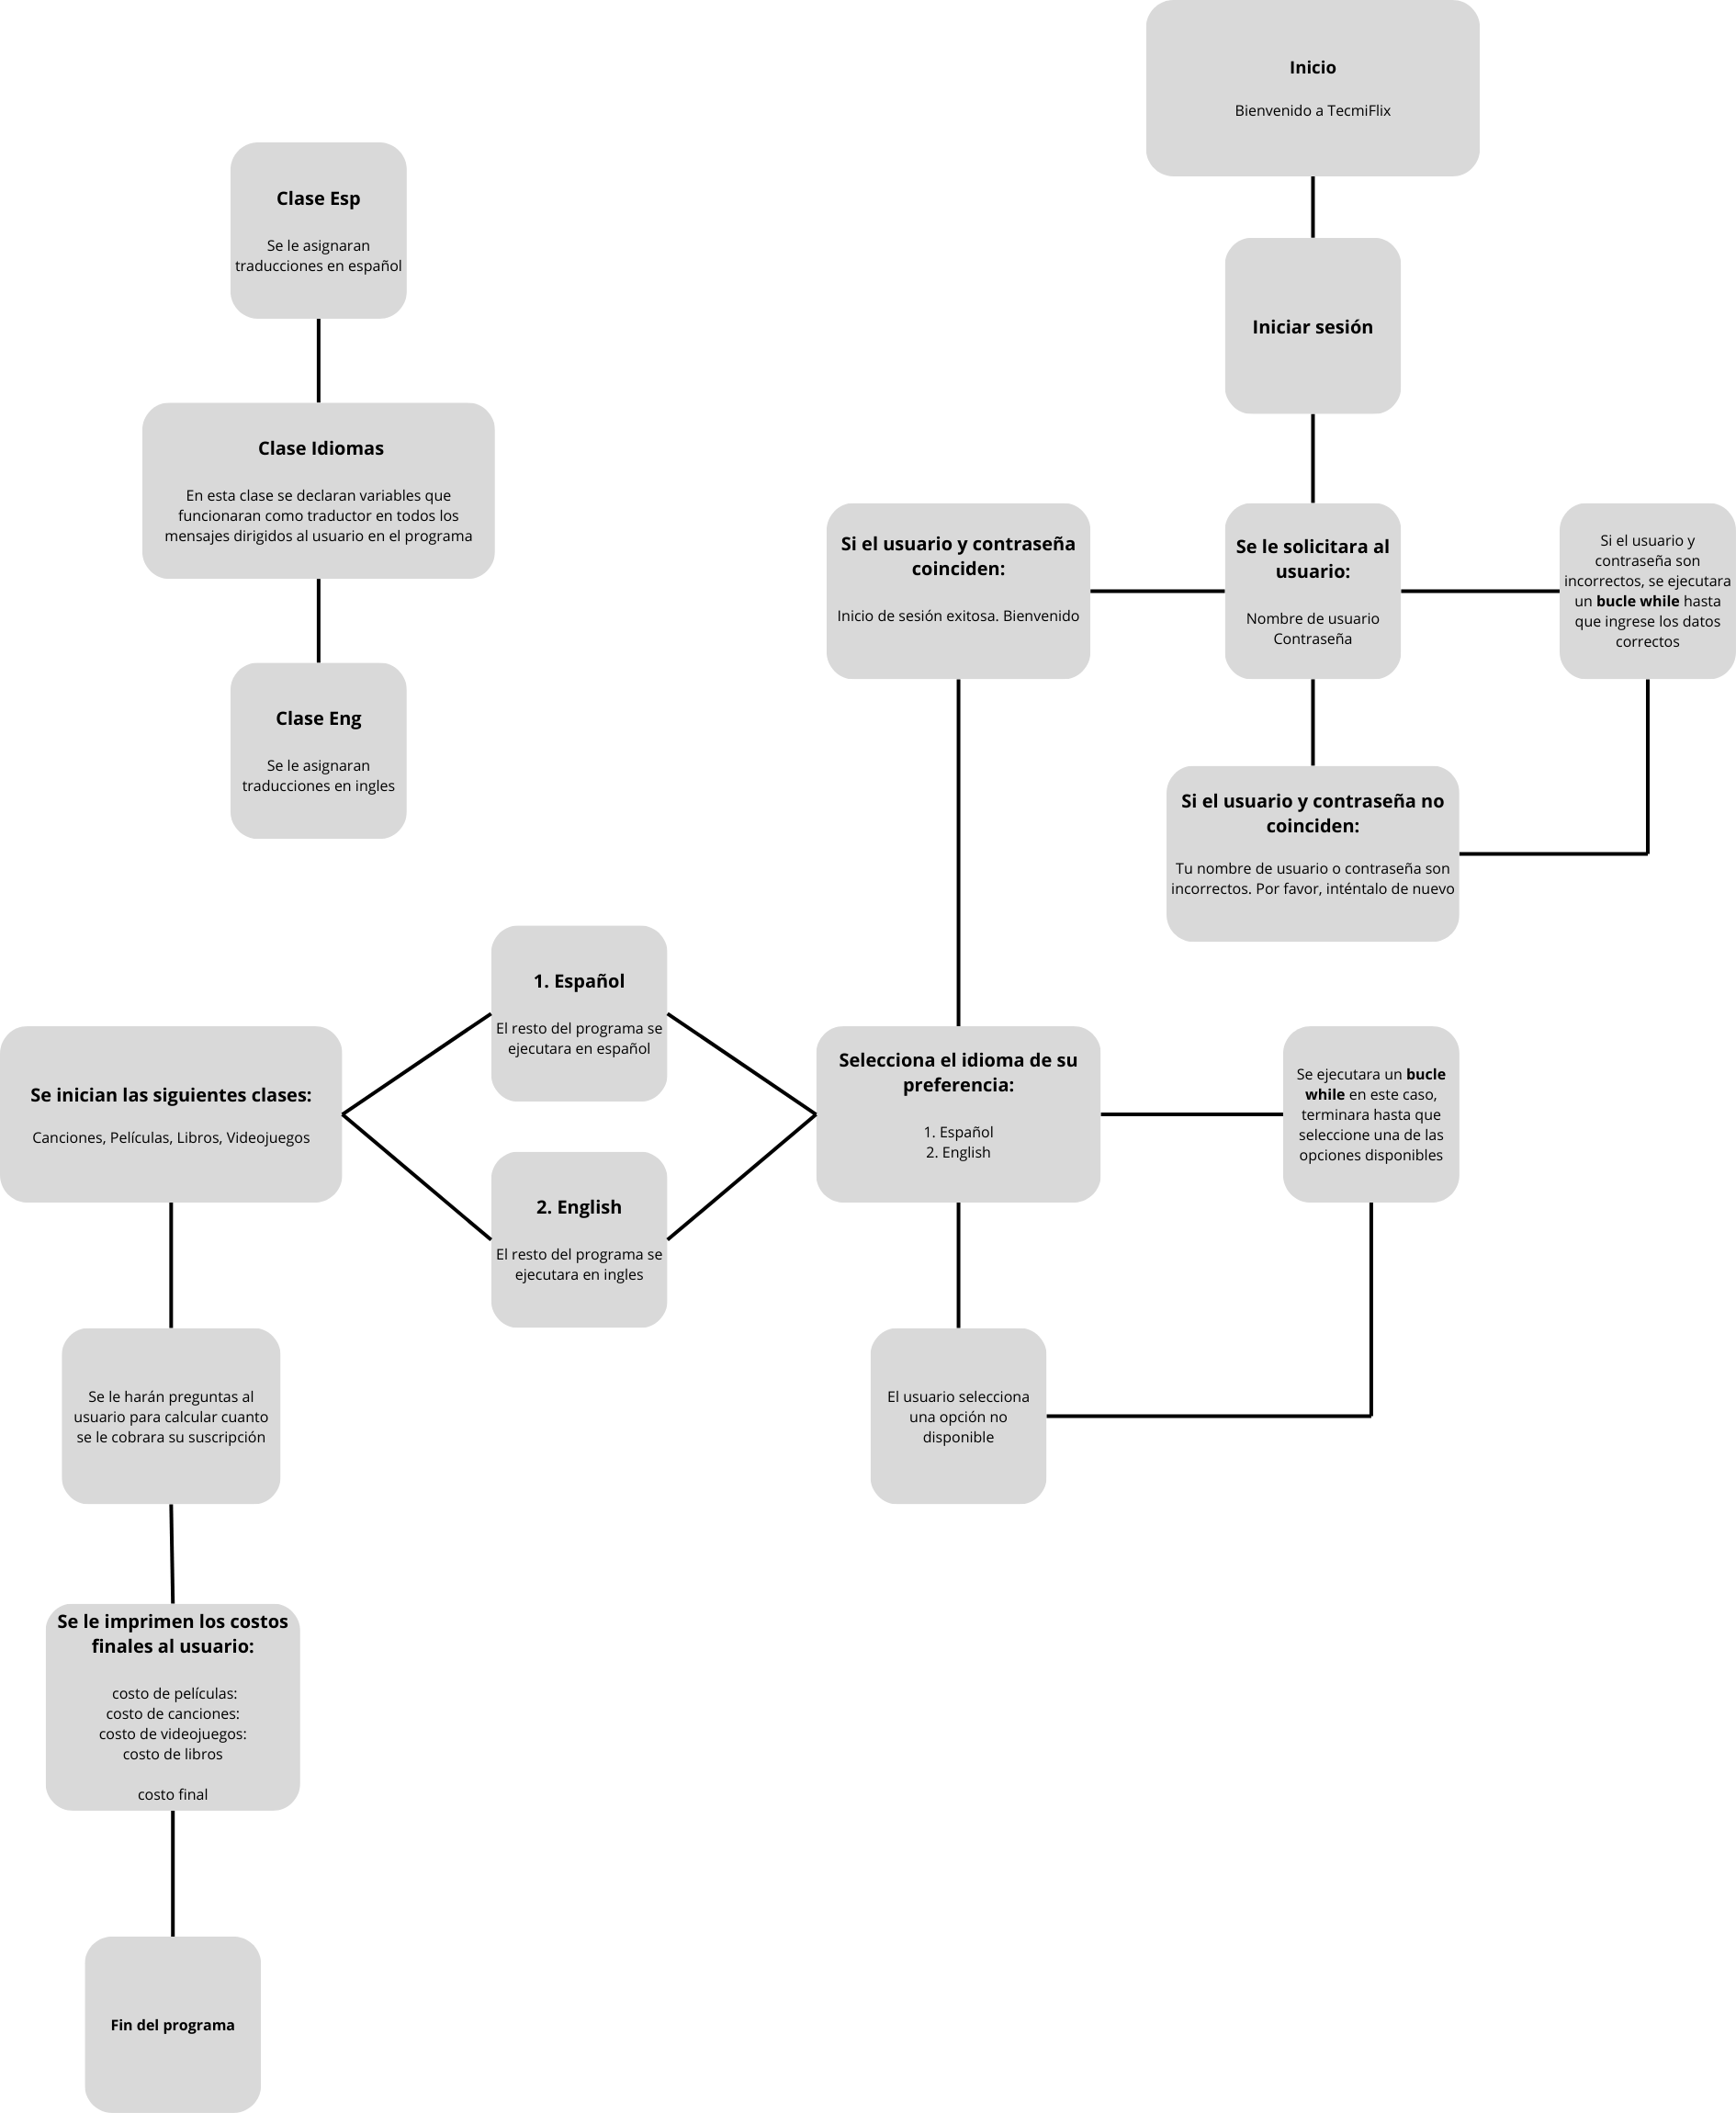 Inicio
Bienvenido a TecmiFlix
Clase Esp
Se le asignaran
traducciones en español
Iniciar sesión
Clase Idiomas
En esta clase se declaran variables que
funcionaran como traductor en todos los
mensajes dirigidos al usuario en el programa
Clase Eng
Se le asignaran
traducciones en ingles
Si el usuario y contraseña
coinciden:
Inicio de sesión exitosa. Bienvenido
Se le solicitara al
usuario:
Nombre de usuario
Contraseña
Si el usuario y
contraseña son
incorrectos, se ejecutara
un bucle while hasta
que ingrese los datos
correctos
Si el usuario y contraseña no
coinciden:
Tu nombre de usuario o contraseña son
incorrectos. Por favor, inténtalo de nuevo
Selecciona el idioma de su
preferencia:
1. Español
2. English
Se ejecutara un bucle
while en este caso,
terminara hasta que
seleccione una de las
opciones disponibles
El usuario selecciona
una opción no
disponible
1. Español
El resto del programa se
ejecutara en español
2. English
El resto del programa se
ejecutara en ingles
Se inician las siguientes clases:
Canciones, Películas, Libros, Videojuegos
Se le harán preguntas al
usuario para calcular cuanto
se le cobrara su suscripción
Se le imprimen los costos
finales al usuario:
costo de películas:
costo de canciones:
costo de videojuegos:
costo de libros
costo final
Fin del programa